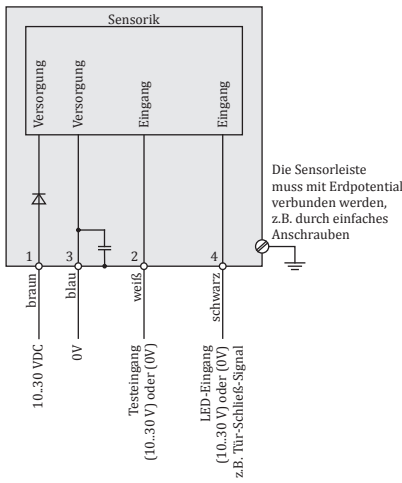 Sensorik
Versorgung
Versorgung
Eingang
Eingang
Die Sensorleiste
muss mit Erdpotential
verbunden werden,
z.B. durch einfaches
Anschrauben
1
3
2
4
braun
blau
weiß
schwarz
10..30 VDC
0V
Testeingang
(10..30 V) oder (0V)
LED-Eingang
(10..30 V) oder (0V)
z.B. Tür-Schließ-Signal